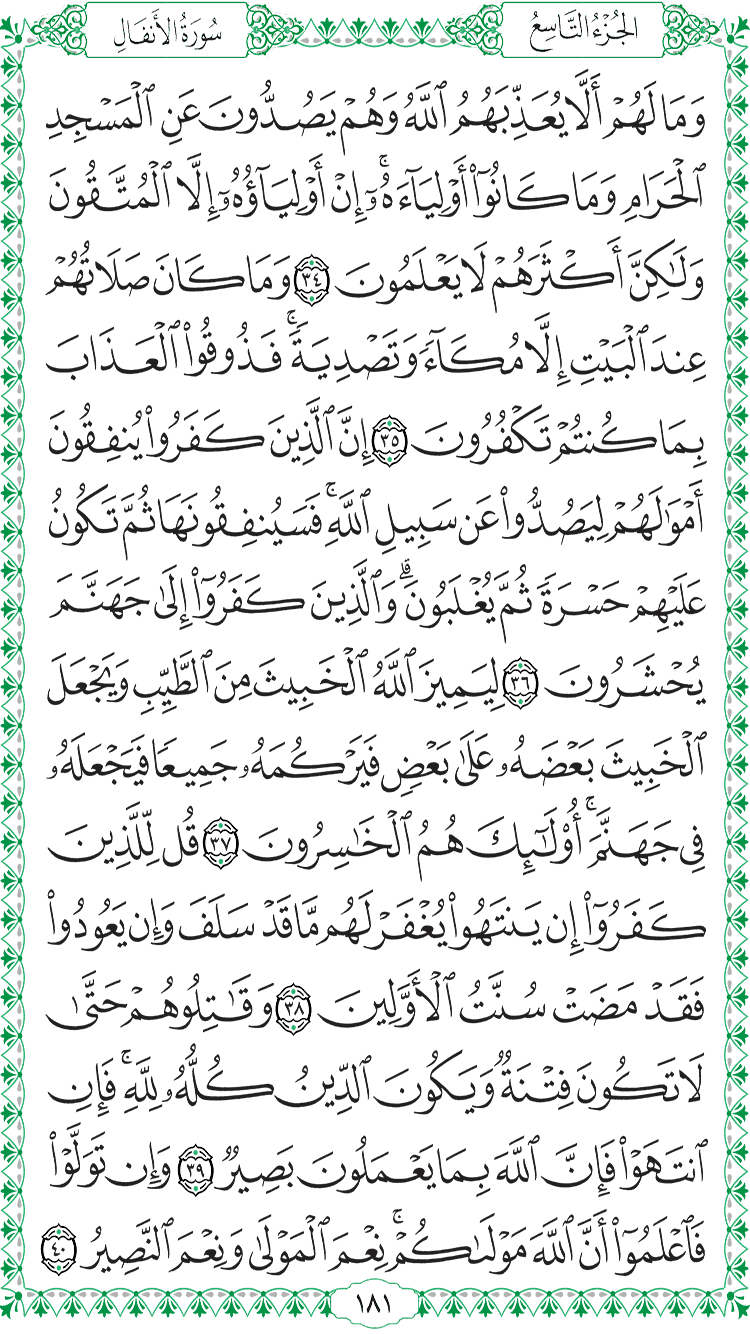 الجُزْءُ التَّاسِعُ
سُورَةُ الأَنفَالِ
وَمَا لَهُمْ أَلَّا يُعَذِّبَهُمُ ٱللَّهُ وَهُمْ يَصُدُّونَ عَنِ ٱلْمَسْجِدِ
ٱلْحَرَامِ وَمَا كَانُوٓا۟ أَوْلِيَآءَهُۥٓ ۚ إِنْ أَوْلِيَآؤُهُۥٓ إِلَّا ٱلْمُتَّقُونَ
وَلَٰكِنَّ أَكْثَرَهُمْ لَا يَعْلَمُونَ ٣٤ وَمَا كَانَ صَلَاتُهُمْ
عِندَ ٱلْبَيْتِ إِلَّا مُكَآءً وَتَصْدِيَةً ۚ فَذُوقُوا۟ ٱلْعَذَابَ
بِمَا كُنتُمْ تَكْفُرُونَ ٣٥ إِنَّ ٱلَّذِينَ كَفَرُوا۟ يُنفِقُونَ
أَمْوَٰلَهُمْ لِيَصُدُّوا۟ عَن سَبِيلِ ٱللَّهِ ۚ فَسَيُنفِقُونَهَا ثُمَّ تَكُونُ
عَلَيْهِمْ حَسْرَةً ثُمَّ يُغْلَبُونَ ۗ وَٱلَّذِينَ كَفَرُوٓا۟ إِلَىٰ جَهَنَّمَ
يُحْشَرُونَ ٣٦ لِيَمِيزَ ٱللَّهُ ٱلْخَبِيثَ مِنَ ٱلطَّيِّبِ وَيَجْعَلَ
ٱلْخَبِيثَ بَعْضَهُۥ عَلَىٰ بَعْضٍ فَيَرْكُمَهُۥ جَمِيعًا فَيَجْعَلَهُۥ
فِى جَهَنَّمَ ۚ أُو۟لَٰٓئِكَ هُمُ ٱلْخَٰسِرُونَ ٣٧ قُل لِّلَّذِينَ
كَفَرُوٓا۟ إِن يَنتَهُوا۟ يُغْفَرْ لَهُم مَّا قَدْ سَلَفَ وَإِن يَعُودُوا۟
فَقَدْ مَضَتْ سُنَّتُ ٱلْأَوَّلِينَ ٣٨ وَقَٰتِلُوهُمْ حَتَّىٰ
لَا تَكُونَ فِتْنَةٌ وَيَكُونَ ٱلدِّينُ كُلُّهُۥ لِلَّهِ ۚ فَإِنِ
ٱنتَهَوْا۟ فَإِنَّ ٱللَّهَ بِمَا يَعْمَلُونَ بَصِيرٌ ٣٩ وَإِن تَوَلَّوْا۟
فَٱعْلَمُوٓا۟ أَنَّ ٱللَّهَ مَوْلَىٰكُمْ ۚ نِعْمَ ٱلْمَوْلَىٰ وَنِعْمَ ٱلنَّصِيرُ ٤٠
١٨١